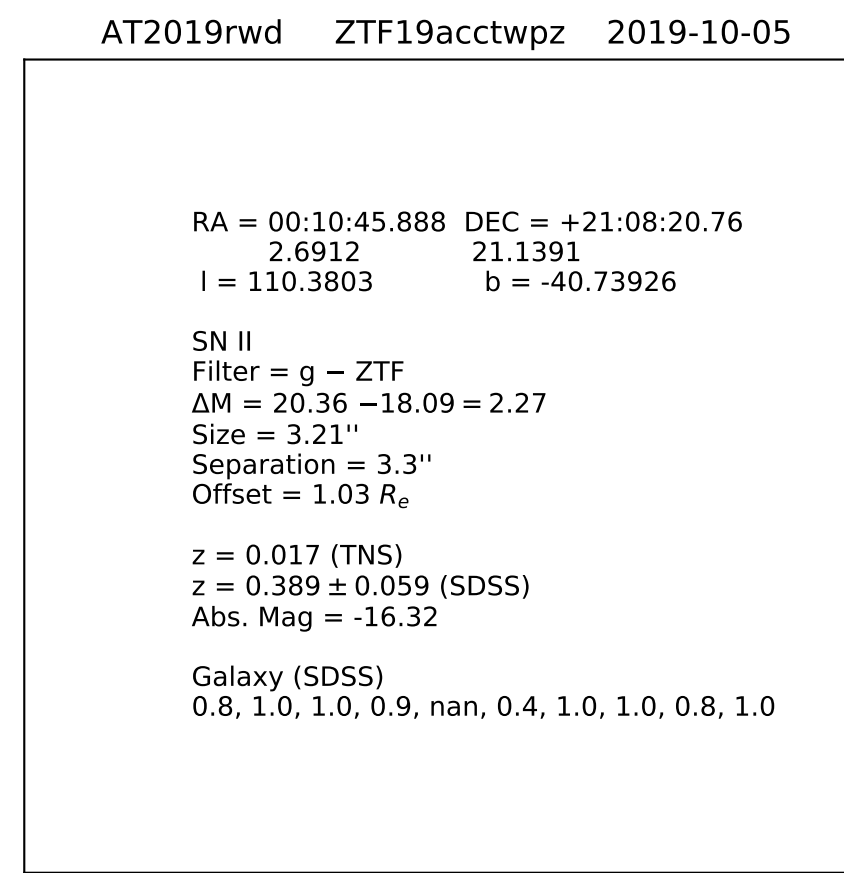 AT2019rwd ZTF19acctwpz 2019-10-05
RA = 00:10:45.888 DEC = +21:08:20.76
2.6912 21.1391
l = 110.3803 b = -40.73926
SN II
Filter = g − ZTF
ΔM = 20.36 −18.09 = 2.27
Size = 3.21''
Separation = 3.3''
Offset = 1.03 Rₑ
z = 0.017 (TNS)
z = 0.389 ± 0.059 (SDSS)
Abs. Mag = -16.32
Galaxy (SDSS)
0.8, 1.0, 1.0, 0.9, nan, 0.4, 1.0, 1.0, 0.8, 1.0